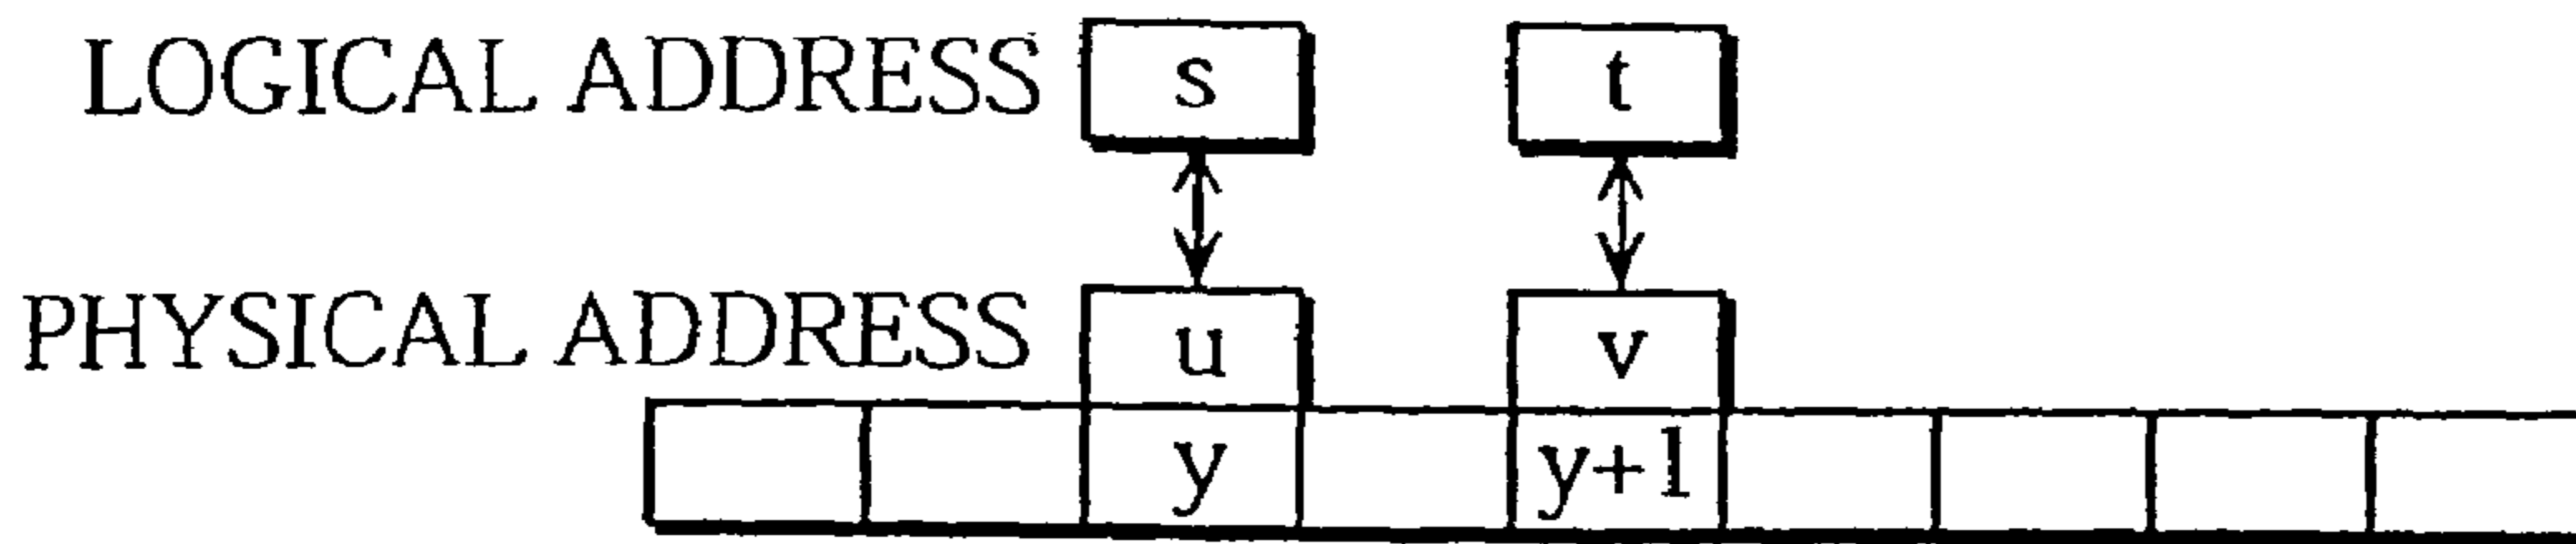 LOGICAL ADDRESS s t
PHYSICAL ADDRESS u v
y y+1